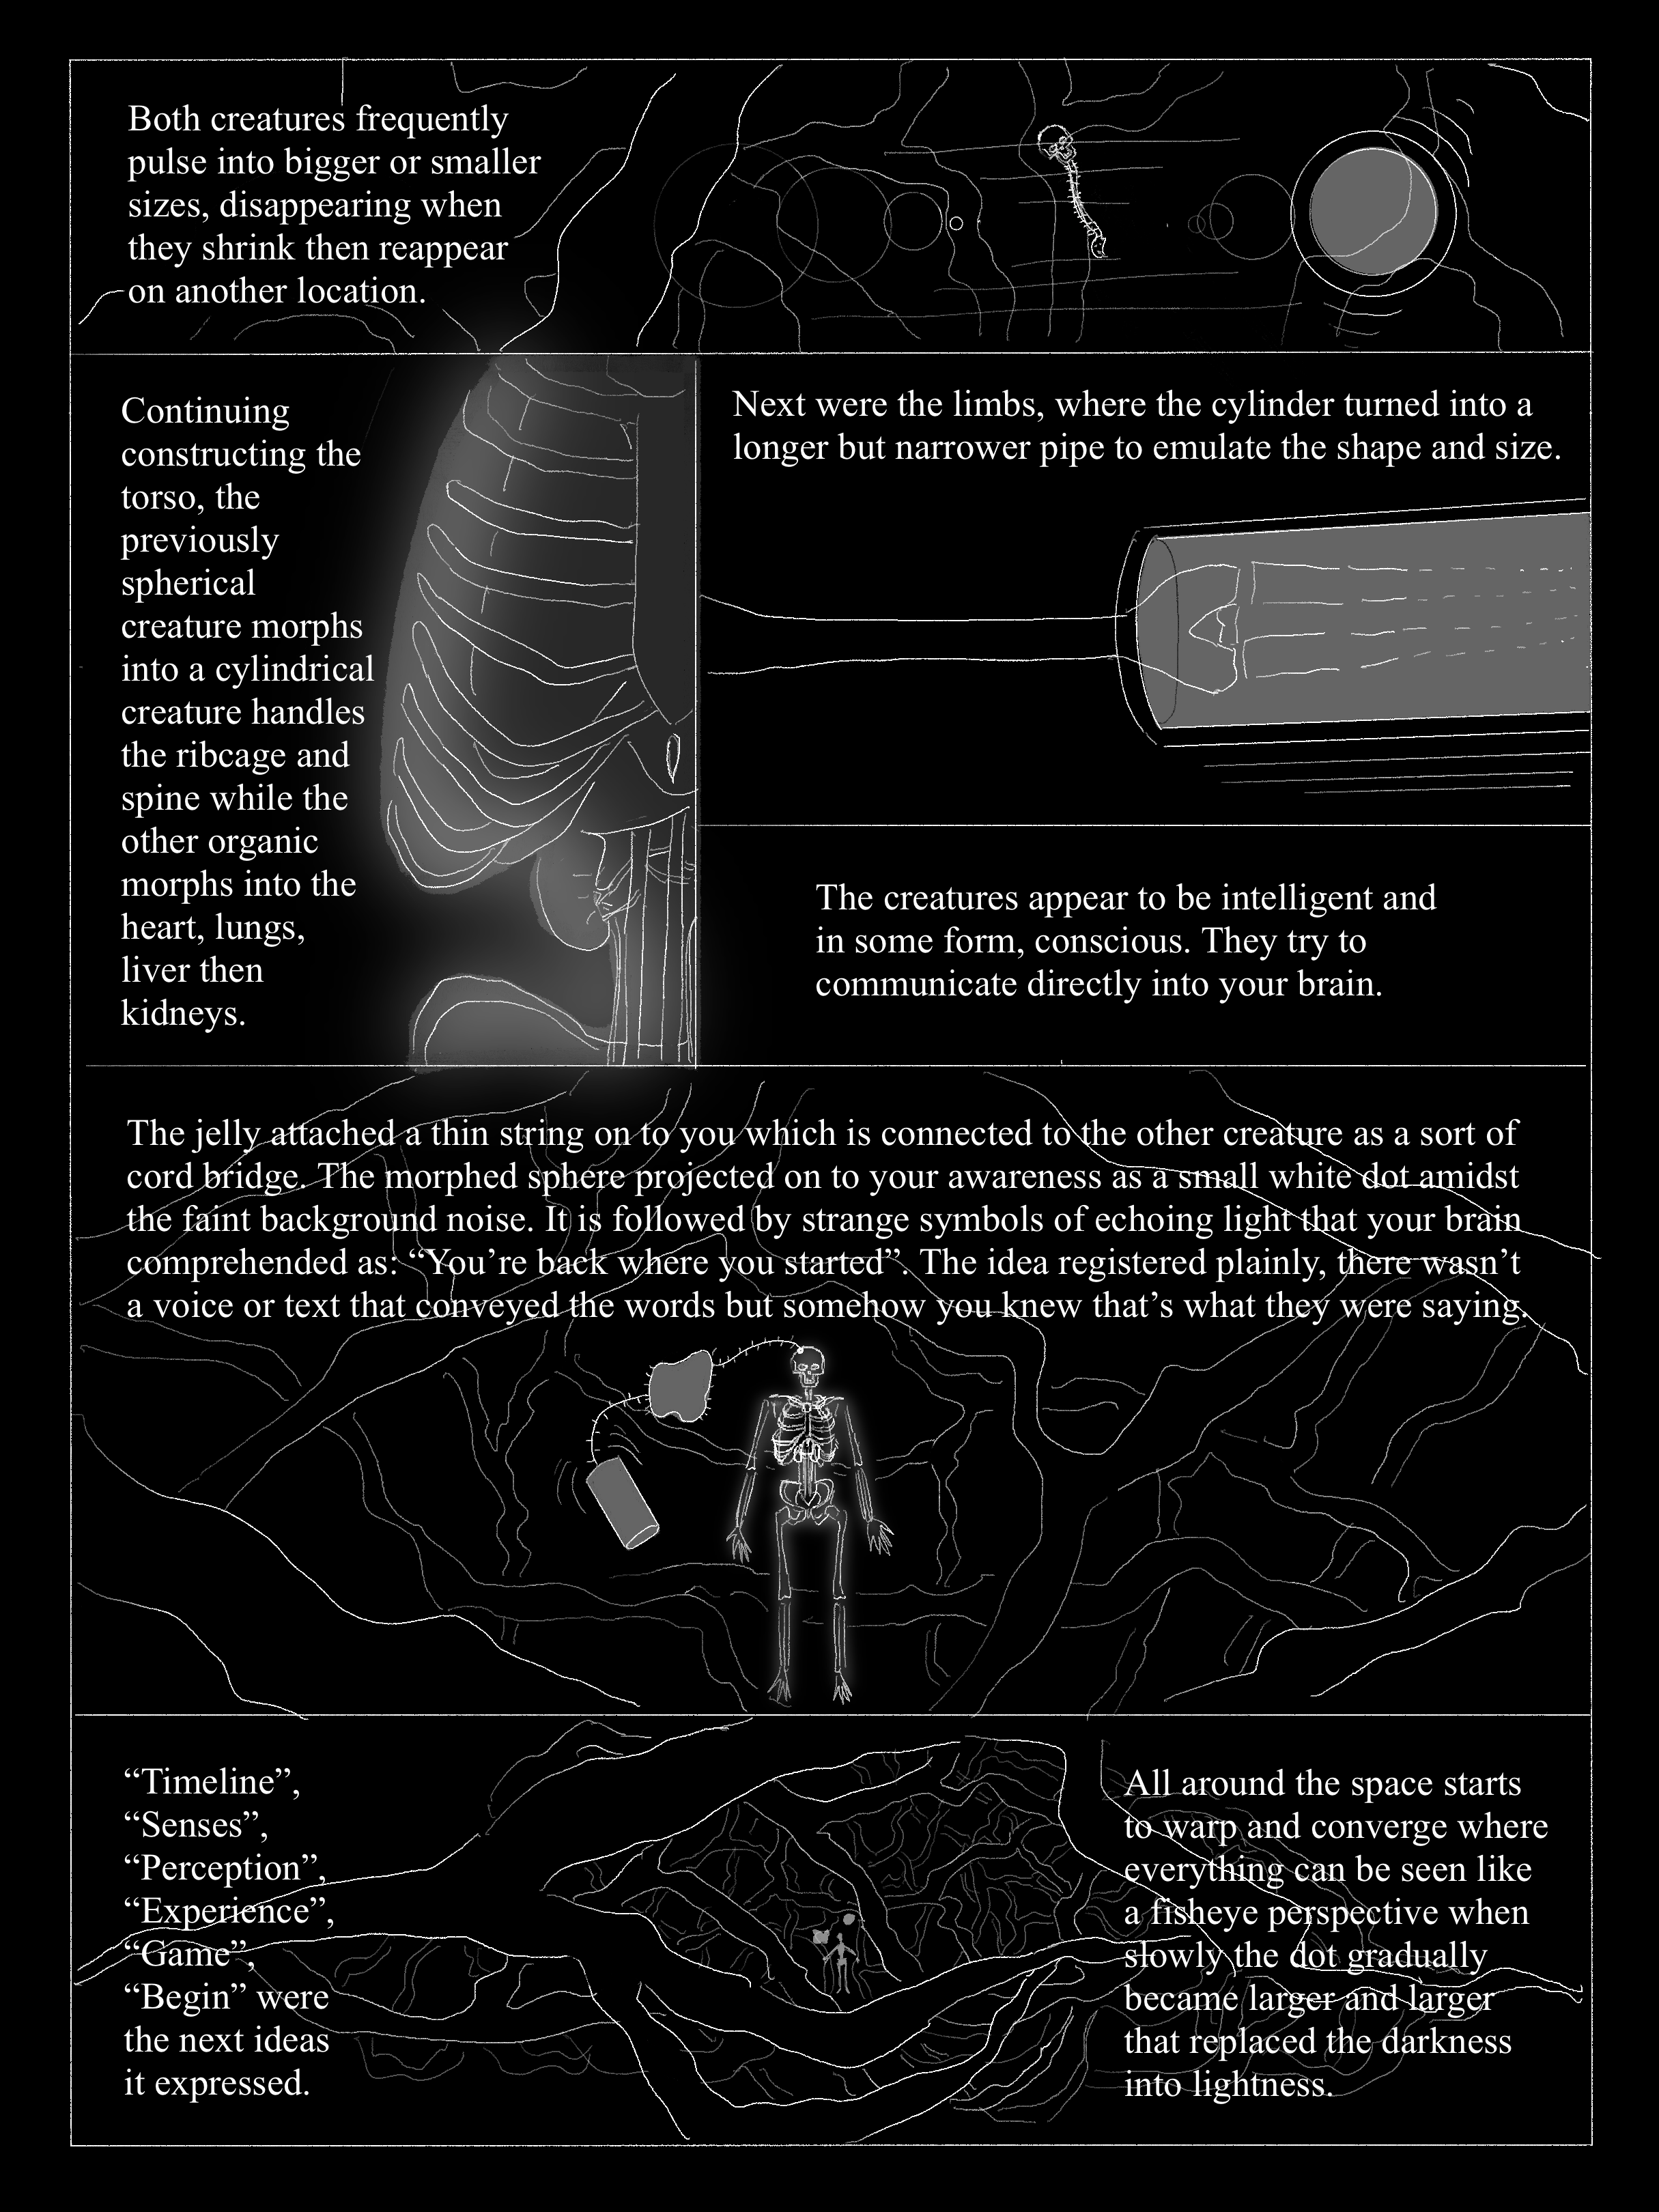 Both creatures frequently
pulse into bigger or smaller
sizes, disappearing when
they shrink then reappear
on another location.
Continuing
constructing the
torso, the
previously
spherical
creature morphs
into a cylindrical
creature handles
the ribcage and
spine while the
other organic
morphs into the
heart, lungs,
liver then
kidneys.
Next were the limbs, where the cylinder turned into a
longer but narrower pipe to emulate the shape and size.
The creatures appear to be intelligent and
in some form, conscious. They try to
communicate directly into your brain.
The jelly attached a thin string on to you which is connected to the other creature as a sort of
cord bridge. The morphed sphere projected on to your awareness as a small white dot amidst
the faint background noise. It is followed by strange symbols of echoing light that your brain
comprehended as: “You’re back where you started”. The idea registered plainly, there wasn’t
a voice or text that conveyed the words but somehow you knew that’s what they were saying.
“Timeline”,
“Senses”,
“Perception”,
“Experience”,
“Game”,
“Begin” were
the next ideas
it expressed.
All around the space starts
to warp and converge where
everything can be seen like
a fisheye perspective when
slowly the dot gradually
became larger and larger
that replaced the darkness
into lightness.